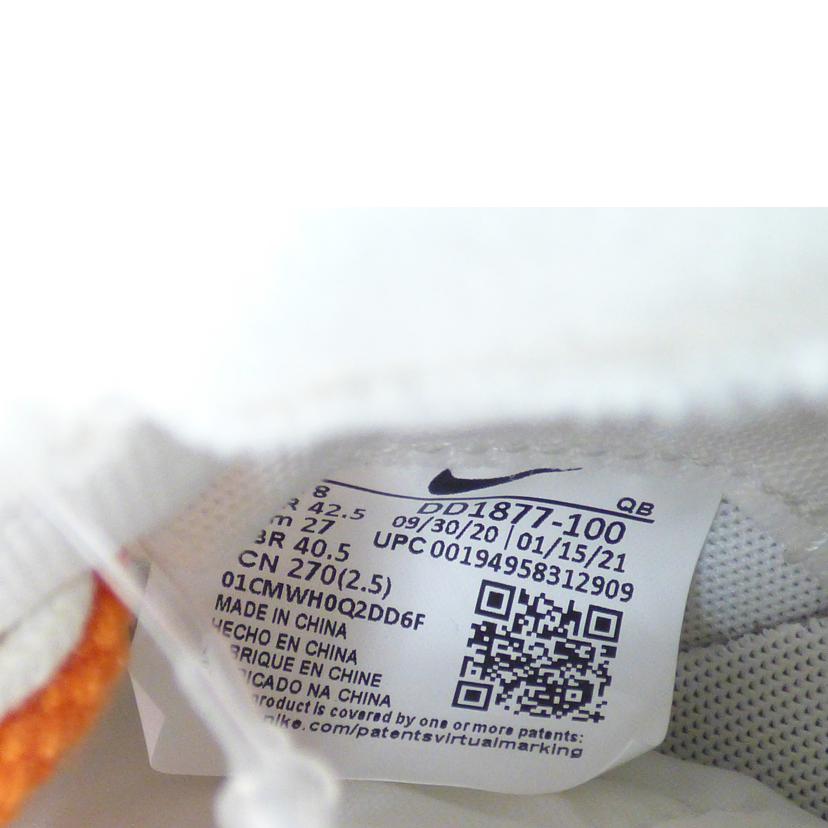 8
QB
R 42.5
DD1877-100
m 27
09/30/20 | 01/15/21
BR 40.5
UPC 00194958312909
CN 270(2.5)
01CMWH0Q2DD6F
MADE IN CHINA
HECHO EN CHINA
BRIQUE EN CHINE
RICADO NA CHINA
product is covered by one or more patents:
nike.com/patentsvirtualmarking